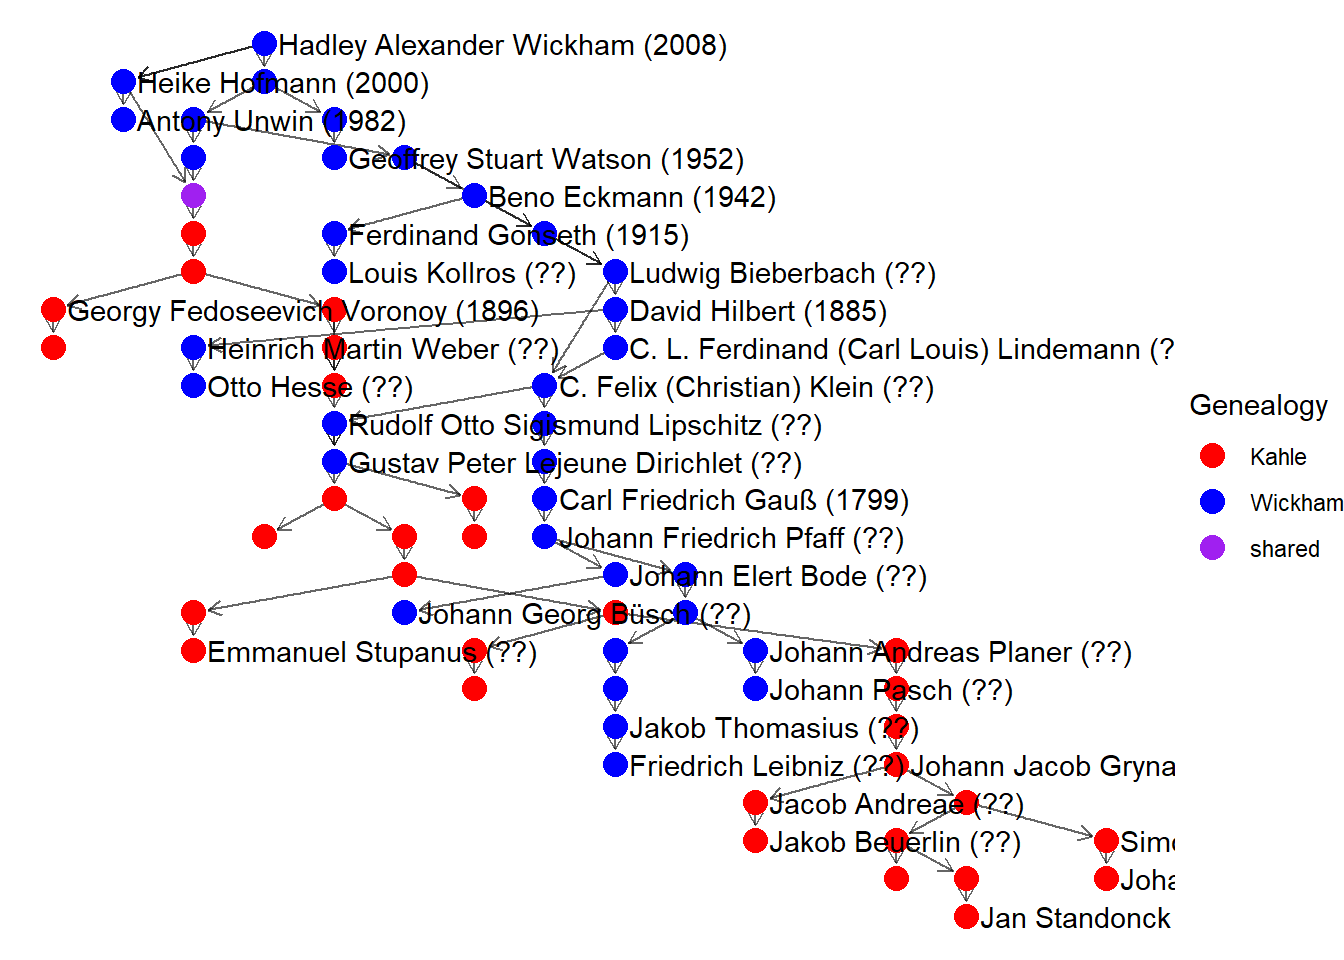 Hadley Alexander Wickham (2008)
Heike Hofmann (2000)
Antony Unwin (1982)
Geoffrey Stuart Watson (1952)
Beno Eckmann (1942)
Ferdinand Gonseth (1915)
Louis Kollros (??)
Ludwig Bieberbach (??)
Georgy Fedoseevich Voronoy (1896)
David Hilbert (1885)
Heinrich Martin Weber (??)
C. L. Ferdinand (Carl Louis) Lindemann (?
Otto Hesse (??)
C. Felix (Christian) Klein (??)
Genealogy
Rudolf Otto Sigismund Lipschitz (??)
Kahle
Gustav Peter Lejeune Dirichlet (??)
Carl Friedrich Gauß (1799)
Wickham
Johann Friedrich Pfaff (??)
shared
Johann Elert Bode (??)
Johann Georg Büsch (??)
Emmanuel Stupanus (??)
Johann Andreas Planer (??)
Johann Pasch (??)
Jakob Thomasius (??)
Friedrich Leibniz (??)
Johann Jacob Gryna
Jacob Andreae (??)
Jakob Beuerlin (??)
Simo
Joha
Jan Standonck